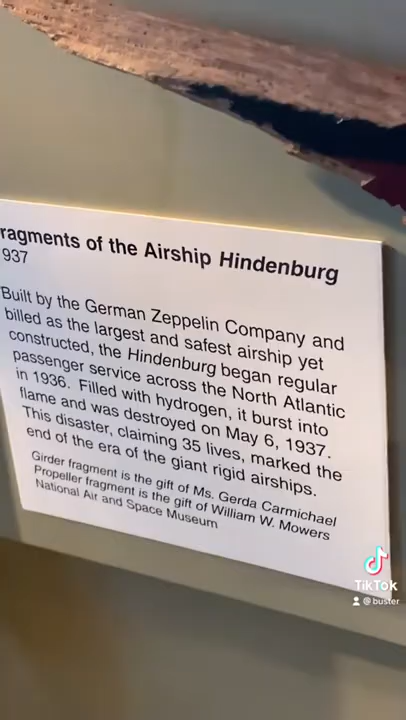 ragments of the Airship Hindenburg
937
Built by the German Zeppelin Company and
billed as the largest and safest airship yet
constructed, the Hindenburg began regular
passenger service across the North Atlantic
in 1936. Filled with hydrogen, it burst into
flame and was destroyed on May 6, 1937.
This disaster, claiming 35 lives, marked the
end of the era of the giant rigid airships.
Girder fragment is the gift of Ms. Gerda Carmichael
Propeller fragment is the gift of William W. Mowers
National Air and Space Museum
TikTok
@buster